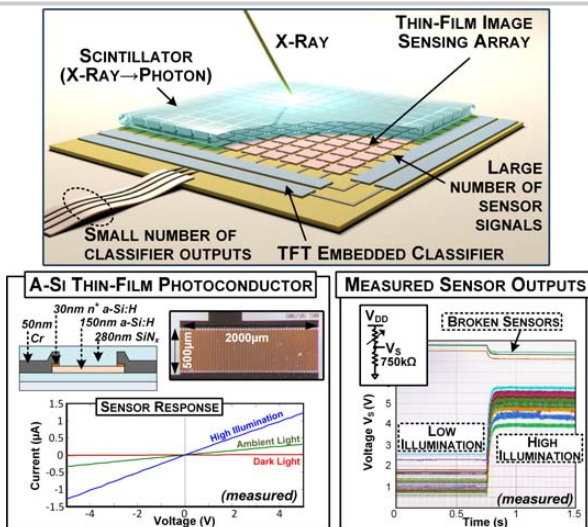 X-RAY
THIN-FILM IMAGE
SENSING ARRAY
SCINTILLATOR
(X-RAY→PHOTON)
LARGE
NUMBER OF
SENSOR
SIGNALS
SMALL NUMBER OF
CLASSIFIER OUTPUTS
TFT EMBEDDED CLASSIFIER
A-SI THIN-FILM PHOTOCONDUCTOR
30nm n⁺ a-Si:H
50nm 150nm a-Si:H
Cr 280nm SiNₓ
2000µm
500µm
SENSOR RESPONSE
Current (µA)
1.5
1
0.5
0
-0.5
-1
-1.5
High Illumination
Ambient Light
Dark Light
(measured)
-4 -2 0 2 4
Voltage (V)
MEASURED SENSOR OUTPUTS
V_DD
V_S
750kΩ
BROKEN SENSORS
Voltage V_S (V)
7
6
5
4
3
2
1
LOW
ILLUMINATION
HIGH
ILLUMINATION
(measured)
0 0.5 1 1.5
Time (s)